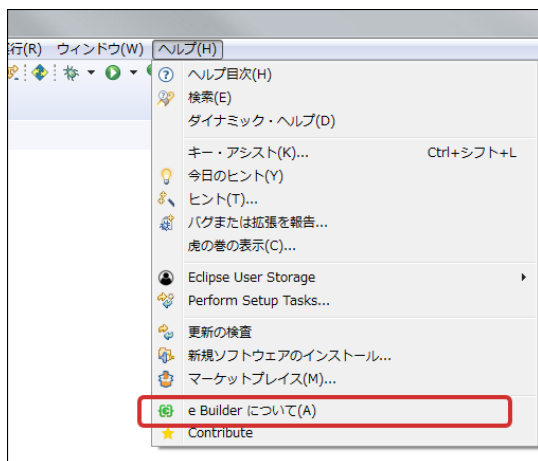 行(R) ウィンドウ(W) ヘルプ(H)
ヘルプ目次(H)
検索(E)
ダイナミック・ヘルプ(D)
キー・アシスト(K)... Ctrl+シフト+L
今日のヒント(Y)
ヒント(T)...
バグまたは拡張を報告...
虎の巻の表示(C)...
Eclipse User Storage
Perform Setup Tasks...
更新の検査
新規ソフトウェアのインストール...
マーケットプレイス(M)...
e Builder について(A)
Contribute